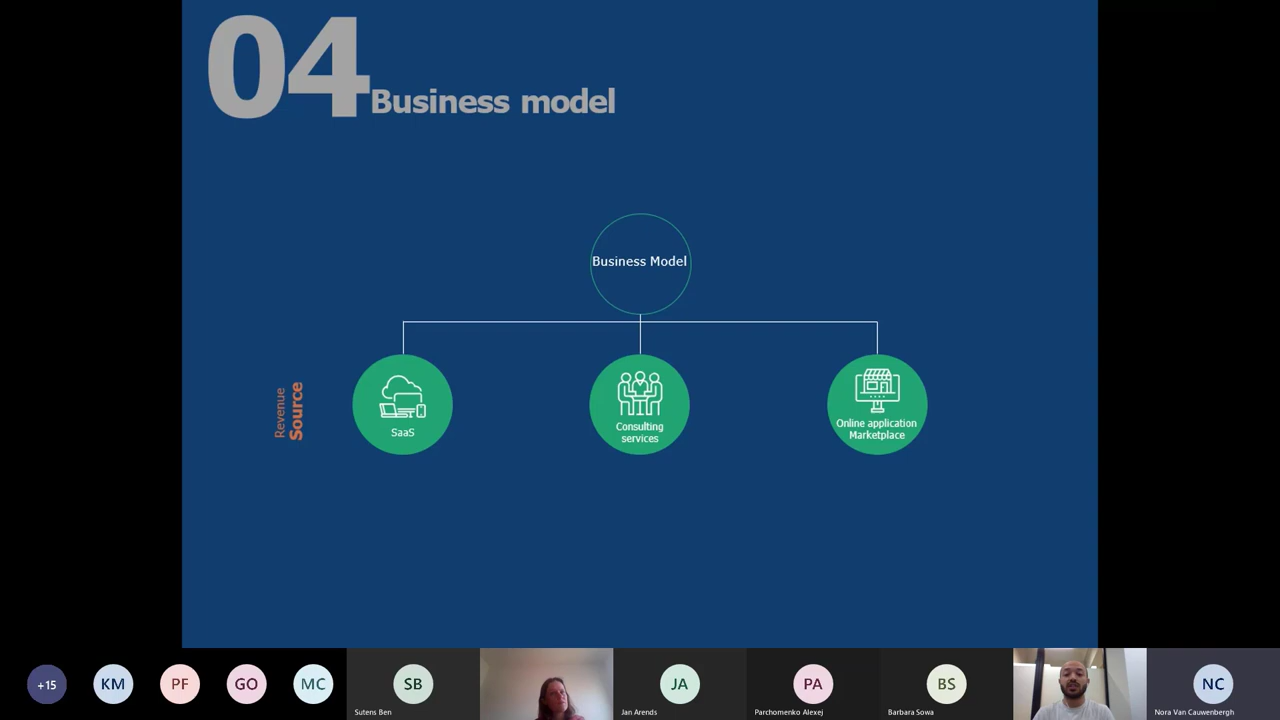 04 Business model
Business Model
Revenue
Source
SaaS
Consulting
services
Online application
Marketplace
+15
KM
PF
GO
MC
SB
Sutens Ben
JA
Jan Arends
PA
Parchomenko Alexej
BS
Barbara Sowa
NC
Nora Van Cauwenbergh